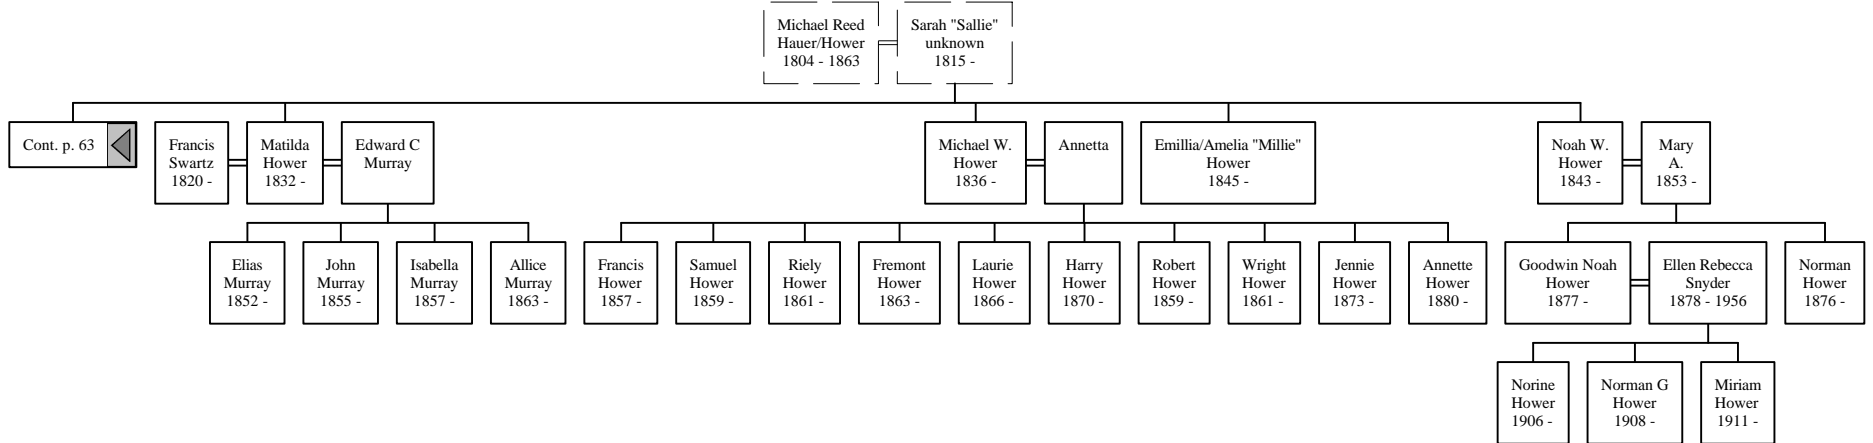 Michael Reed
Hauer/Hower
1804 - 1863
Sarah "Sallie"
unknown
1815 -
Cont. p. 63
Francis
Swartz
1820 -
Matilda
Hower
1832 -
Edward C
Murray
Michael W.
Hower
1836 -
Annetta
Emillia/Amelia "Millie"
Hower
1845 -
Noah W.
Hower
1843 -
Mary
A.
1853 -
Elias
Murray
1852 -
John
Murray
1855 -
Isabella
Murray
1857 -
Allice
Murray
1863 -
Francis
Hower
1857 -
Samuel
Hower
1859 -
Riely
Hower
1861 -
Fremont
Hower
1863 -
Laurie
Hower
1866 -
Harry
Hower
1870 -
Robert
Hower
1859 -
Wright
Hower
1861 -
Jennie
Hower
1873 -
Annette
Hower
1880 -
Goodwin Noah
Hower
1877 -
Ellen Rebecca
Snyder
1878 - 1956
Norman
Hower
1876 -
Norine
Hower
1906 -
Norman G
Hower
1908 -
Miriam
Hower
1911 -